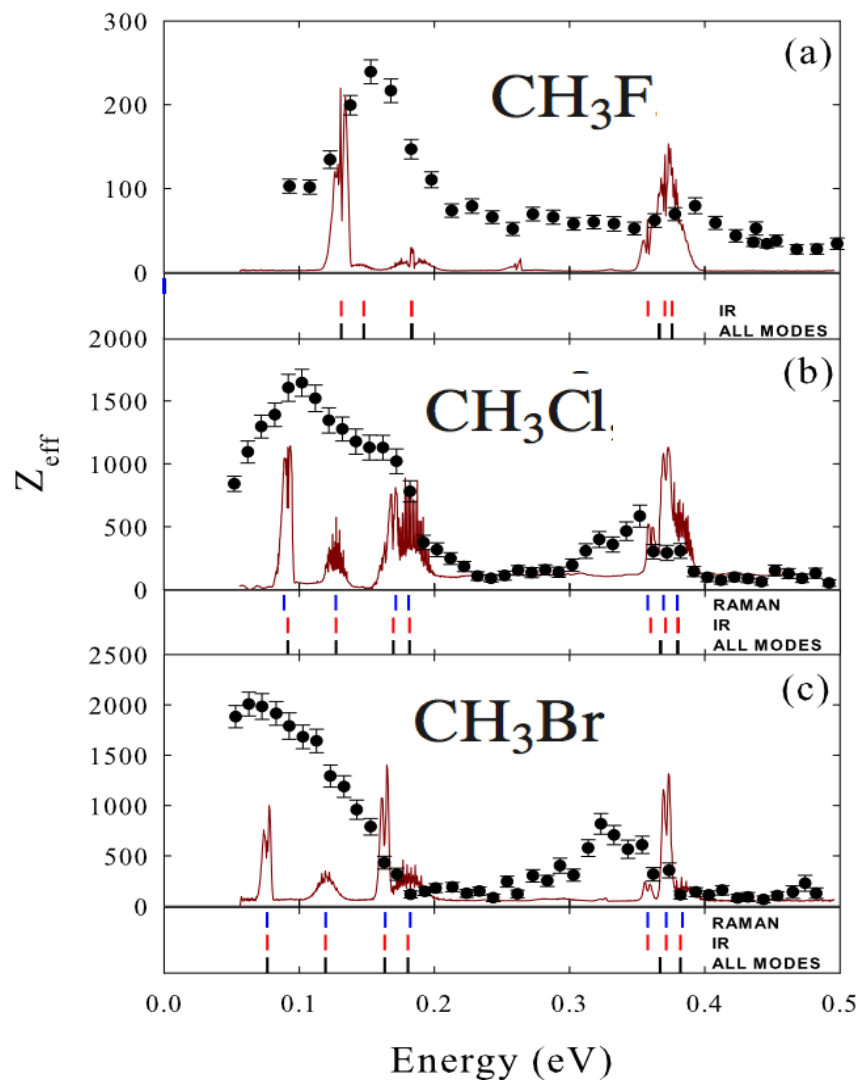 (a)
CH₃F
300
200
100
0
IR
ALL MODES
2000
(b)
CH₃Cl
1500
1000
500
0
Z_eff
RAMAN
IR
ALL MODES
2500
(c)
CH₃Br
2000
1500
1000
500
0
RAMAN
IR
ALL MODES
0.0 0.1 0.2 0.3 0.4 0.5
Energy (eV)